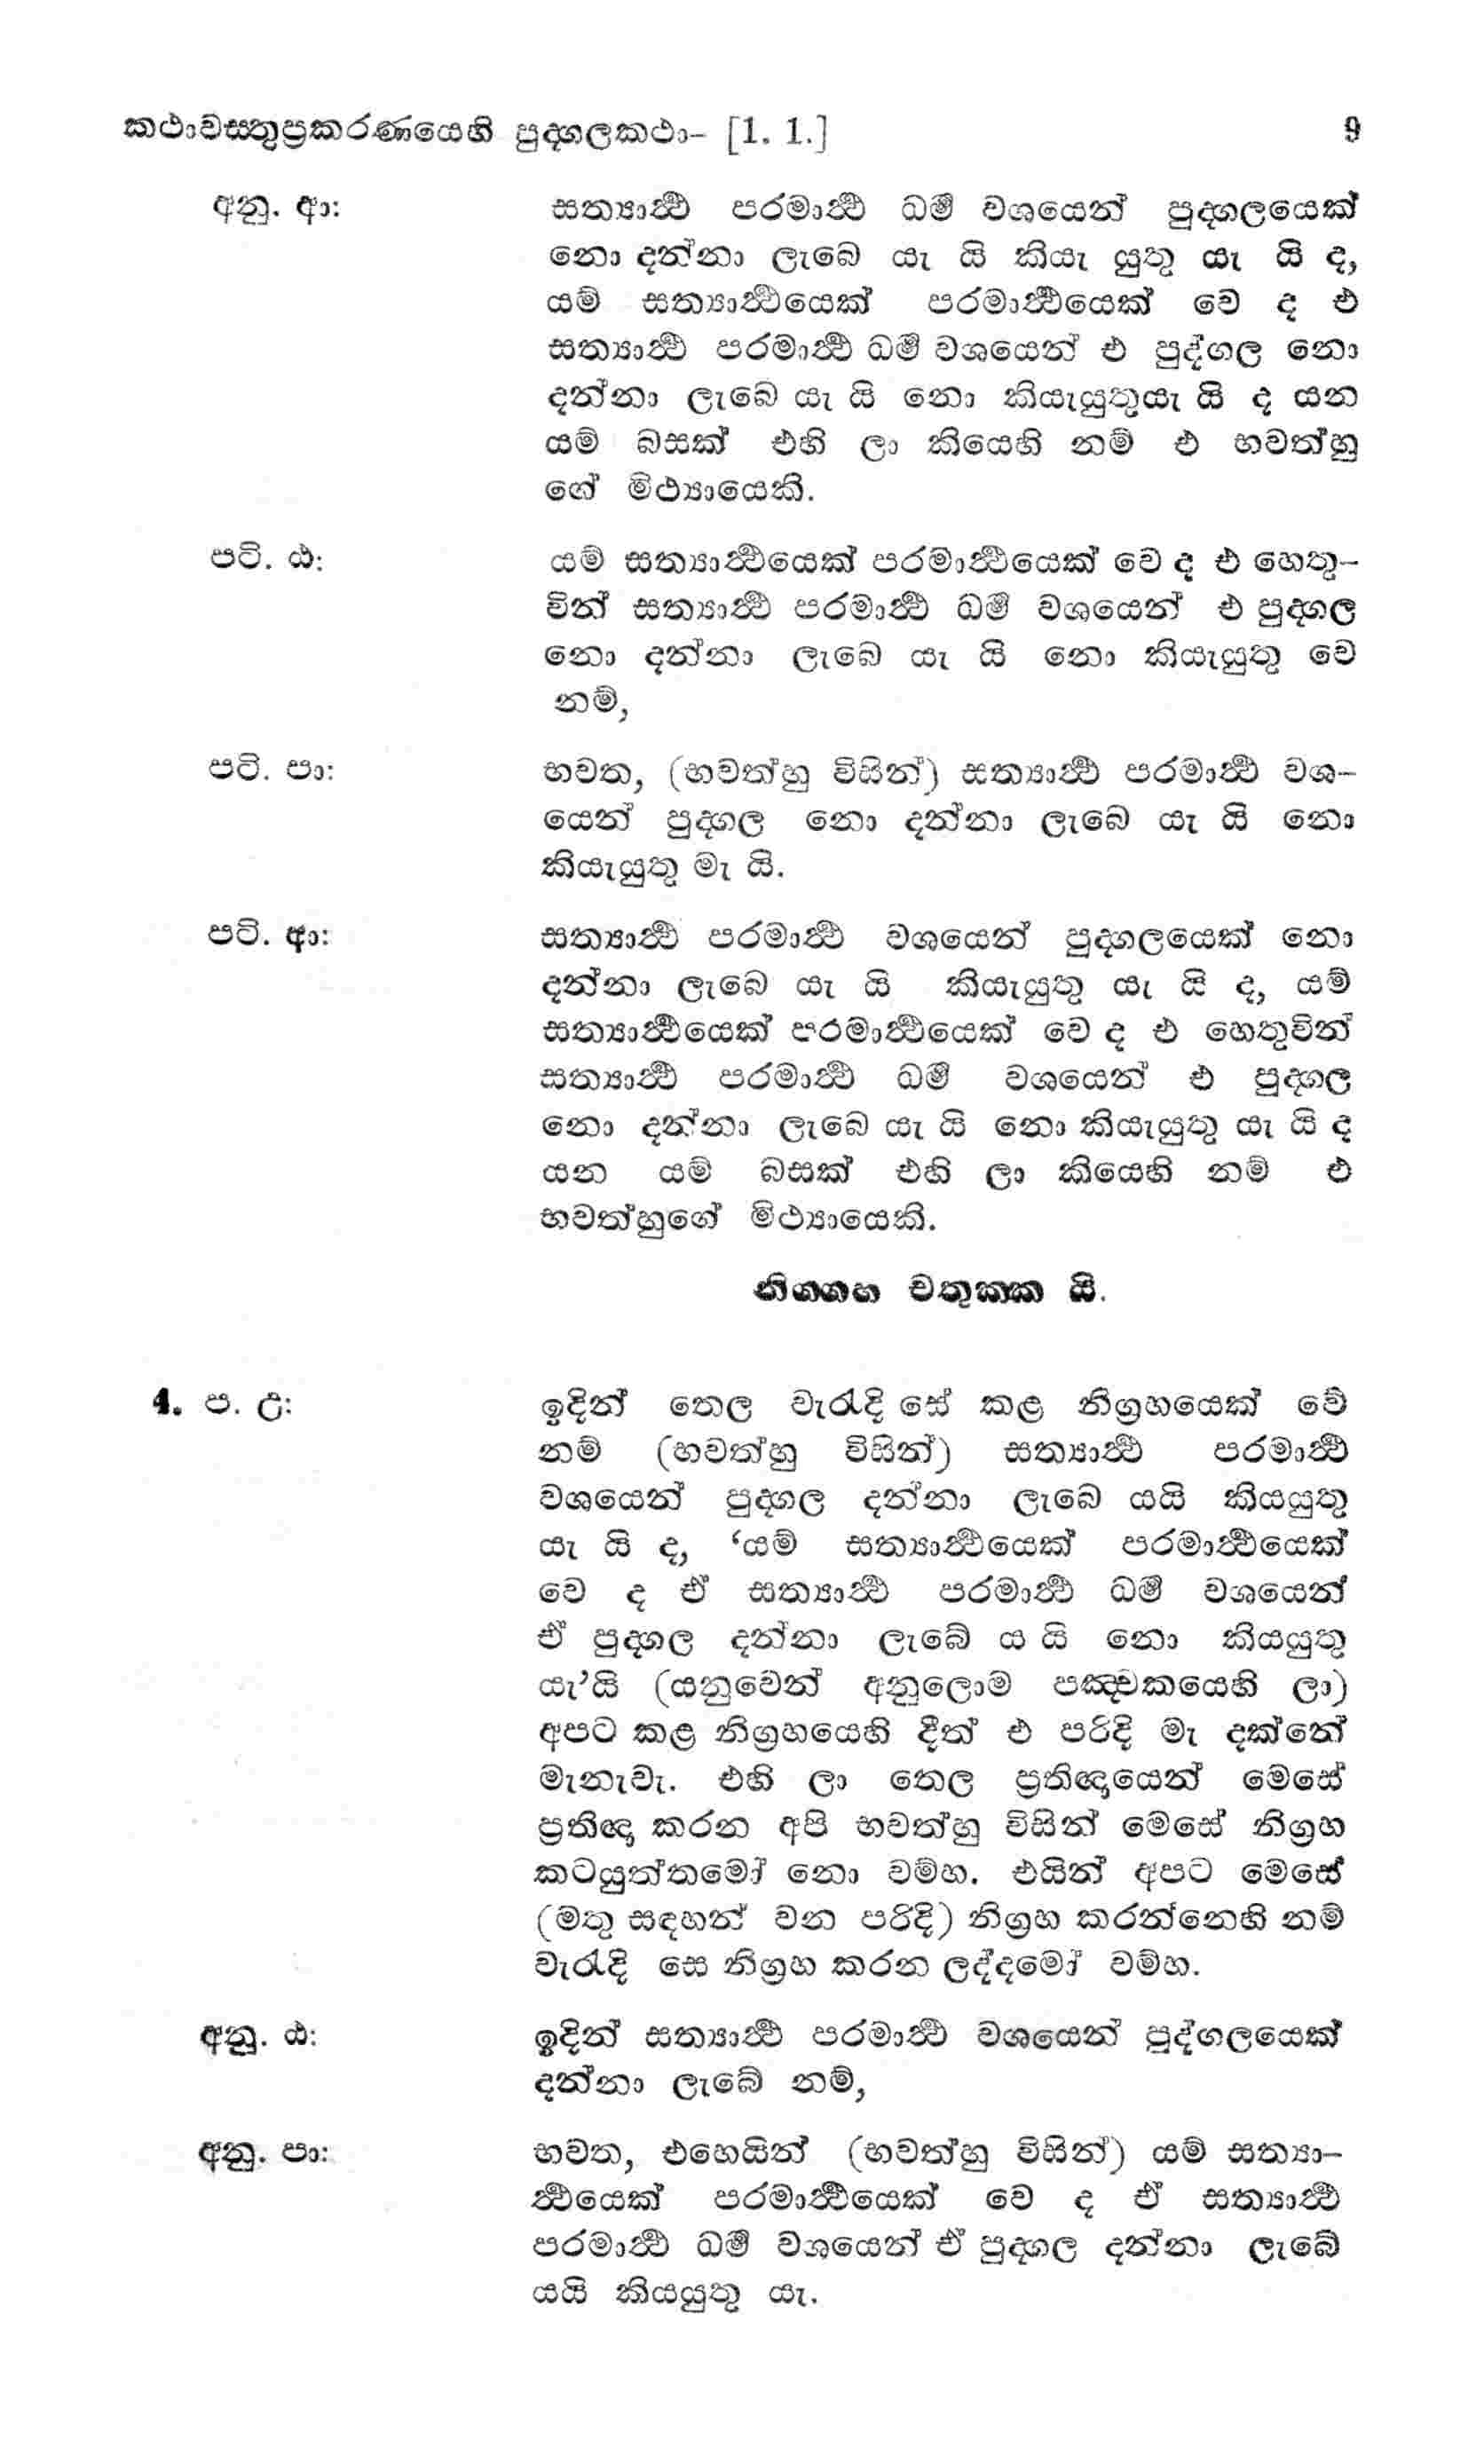 කථාවස්තුප්‍රකරණයෙහි පුද්ගලකථා- [1. 1.] 9
අනු. ආ: සත්‍යාර්‍ත්‍ථ පරමාර්‍ත්‍ථ ධර්‍ම වශයෙන් පුද්ගලයෙක්
නො දන්නා ලැබෙ යැ යි කියැ යුතු යැ යි ද,
යම් සත්‍යාර්‍ත්‍ථයෙක් පරමාර්‍ත්‍ථයෙක් වෙ ද එ
සත්‍යාර්‍ත්‍ථ පරමාර්‍ත්‍ථ ධර්‍ම වශයෙන් එ පුද්ගල නො
දන්නා ලැබෙ යැ යි නො කියැයුතුයැ යි ද යන
යම් බසක් එහි ලා කියෙහි නම් එ භවත්හු
ගේ මිථ්‍යායෙකි.
පටි. ඨ: යම් සත්‍යාර්‍ත්‍ථයෙක් පරමාර්‍ත්‍ථයෙක් වෙ ද එ හෙතු-
වින් සත්‍යාර්‍ත්‍ථ පරමාර්‍ත්‍ථ ධර්‍ම වශයෙන් එ පුද්ගල
නො දන්නා ලැබෙ යැ යි නො කියැයුතු වෙ
නම්,
පටි. පා: භවත, (භවත්හු විසින්) සත්‍යාර්‍ත්‍ථ පරමාර්‍ත්‍ථ වශ-
යෙන් පුද්ගල නො දන්නා ලැබෙ යැ යි නො
කියැයුතු මැ යි.
පටි. ආ: සත්‍යාර්‍ත්‍ථ පරමාර්‍ත්‍ථ වශයෙන් පුද්ගලයෙක් නො
දන්නා ලැබෙ යැ යි කියැයුතු යැ යි ද, යම්
සත්‍යාර්‍ත්‍ථයෙක් පරමාර්‍ත්‍ථයෙක් වෙ ද එ හෙතුවින්
සත්‍යාර්‍ත්‍ථ පරමාර්‍ත්‍ථ ධර්‍ම වශයෙන් එ පුද්ගල
නො දන්නා ලැබෙ යැ යි නො කියැයුතු යැ යි ද
යන යම් බසක් එහි ලා කියෙහි නම් එ
භවත්හුගේ මිථ්‍යායෙකි.
නිග්ගහ චතුක්ක යි.
4. ප. උ: ඉදින් තෙල වැරැදි සේ කළ නිග්‍රහයෙක් වේ
නම් (භවත්හු විසින්) සත්‍යාර්‍ත්‍ථ පරමාර්‍ත්‍ථ
වශයෙන් පුද්ගල දන්නා ලැබෙ යයි කියයුතු
යැ යි ද, ‘යම් සත්‍යාර්‍ත්‍ථයෙක් පරමාර්‍ත්‍ථයෙක්
වෙ ද ඒ සත්‍යාර්‍ත්‍ථ පරමාර්‍ත්‍ථ ධර්‍ම වශයෙන්
ඒ පුද්ගල දන්නා ලැබේ ය යි නො කියයුතු
යැ’යි (යනුවෙන් අනුලොම පඤ්චකයෙහි ලා)
අපට කළ නිග්‍රහයෙහි දීත් එ පරිදි මැ දක්නේ
මැනැවැ. එහි ලා තෙල ප්‍රතිඥායෙන් මෙසේ
ප්‍රතිඥා කරන අපි භවත්හු විසින් මෙසේ නිග්‍රහ
කටයුත්තමෝ නො වම්හ. එයින් අපට මෙසේ
(මතු සඳහන් වන පරිදි) නිග්‍රහ කරන්නෙහි නම්
වැරැදි සෙ නිග්‍රහ කරන ලද්දමෝ වම්හ.
අනු. ඨ: ඉදින් සත්‍යාර්‍ත්‍ථ පරමාර්‍ත්‍ථ වශයෙන් පුද්ගලයෙක්
දන්නා ලැබේ නම්,
අනු. පා: භවත, එහෙයින් (භවත්හු විසින්) යම් සත්‍යා-
ර්‍ත්‍ථයෙක් පරමාර්‍ත්‍ථයෙක් වෙ ද ඒ සත්‍යාර්‍ත්‍ථ
පරමාර්‍ත්‍ථ ධර්‍ම වශයෙන් ඒ පුද්ගල දන්නා ලැබේ
යයි කියයුතු යැ.